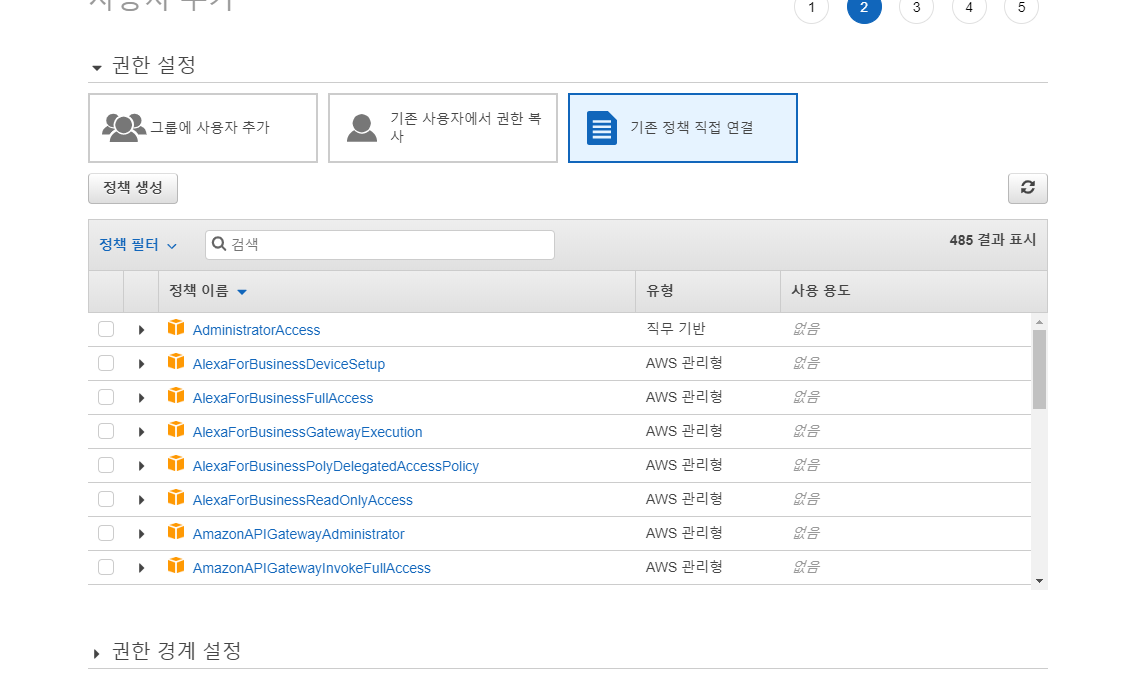 사용자 추가
1 2 3 4 5
권한 설정
그룹에 사용자 추가
기존 사용자에서 권한 복
사
기존 정책 직접 연결
정책 생성
정책 필터 검색 485 결과 표시
정책 이름 유형 사용 용도
AdministratorAccess 직무 기반 없음
AlexaForBusinessDeviceSetup AWS 관리형 없음
AlexaForBusinessFullAccess AWS 관리형 없음
AlexaForBusinessGatewayExecution AWS 관리형 없음
AlexaForBusinessPolyDelegatedAccessPolicy AWS 관리형 없음
AlexaForBusinessReadOnlyAccess AWS 관리형 없음
AmazonAPIGatewayAdministrator AWS 관리형 없음
AmazonAPIGatewayInvokeFullAccess AWS 관리형 없음
권한 경계 설정